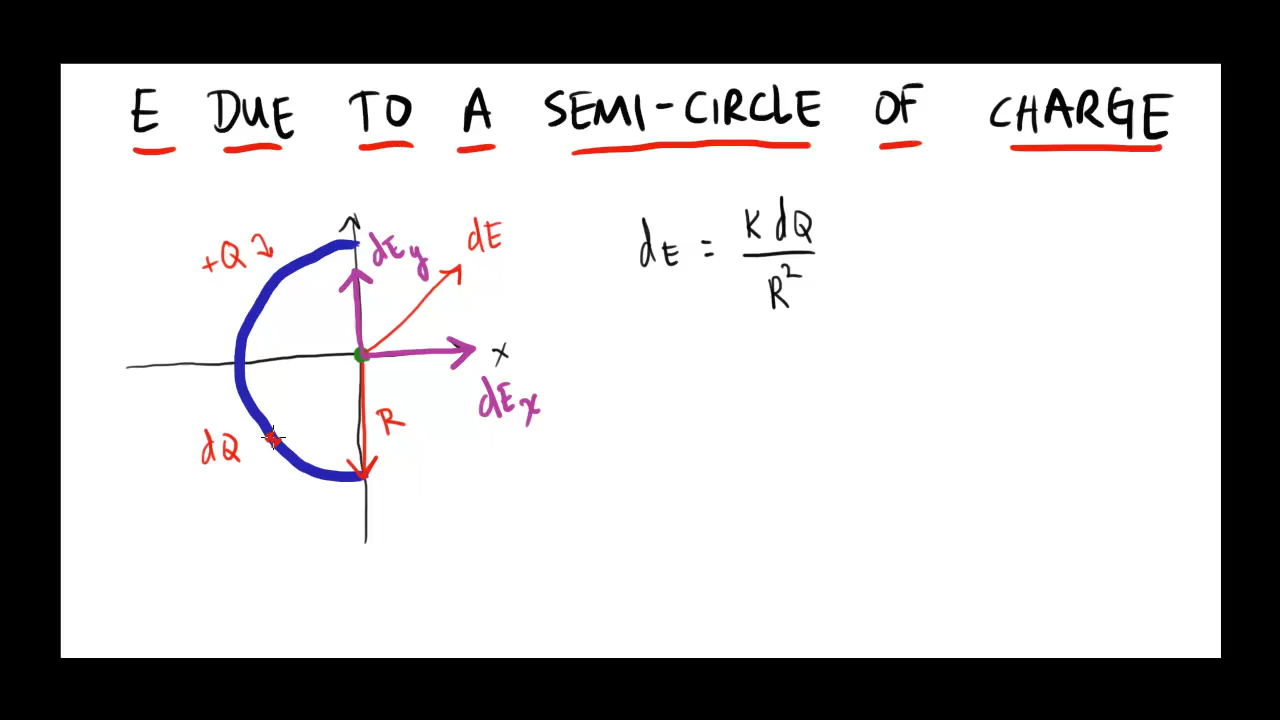 E DUE TO A SEMI-CIRCLE OF CHARGE
+Q
dEy
dE
dE = K dQ / R²
x
dEx
R
dQ